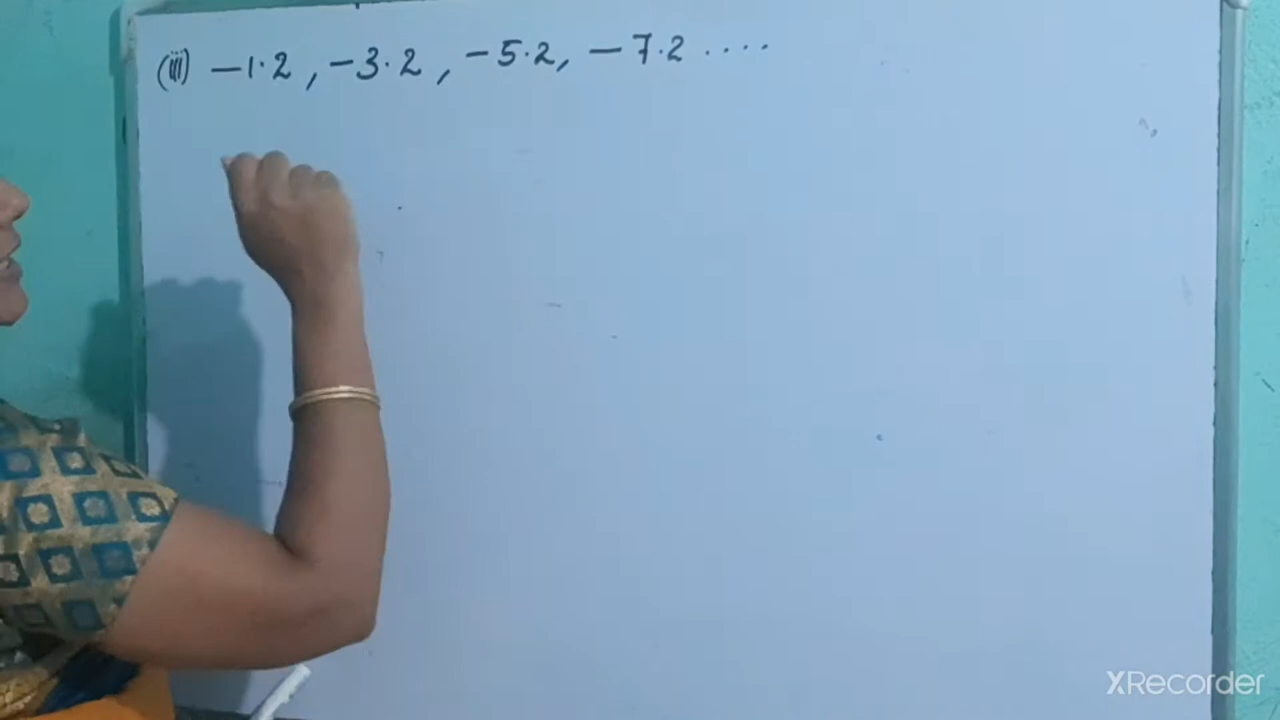 (iii) -1·2 , -3·2 , -5·2, -7·2 ....
XRecorder